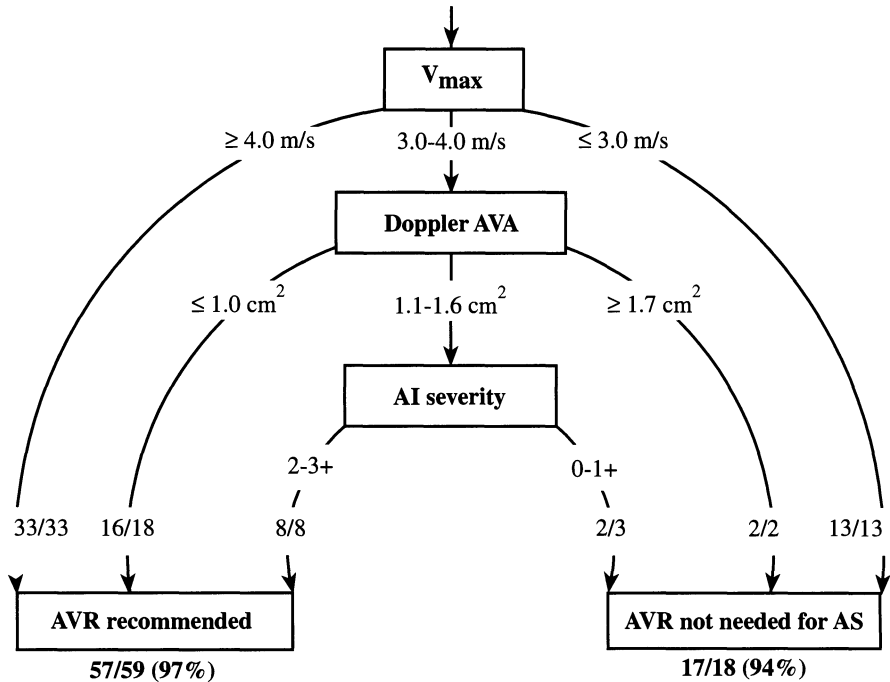 Vmax
≥ 4.0 m/s 3.0-4.0 m/s ≤ 3.0 m/s
Doppler AVA
≤ 1.0 cm² 1.1-1.6 cm² ≥ 1.7 cm²
AI severity
2-3+ 0-1+
33/33 16/18 8/8 2/3 2/2 13/13
AVR recommended AVR not needed for AS
57/59 (97%) 17/18 (94%)